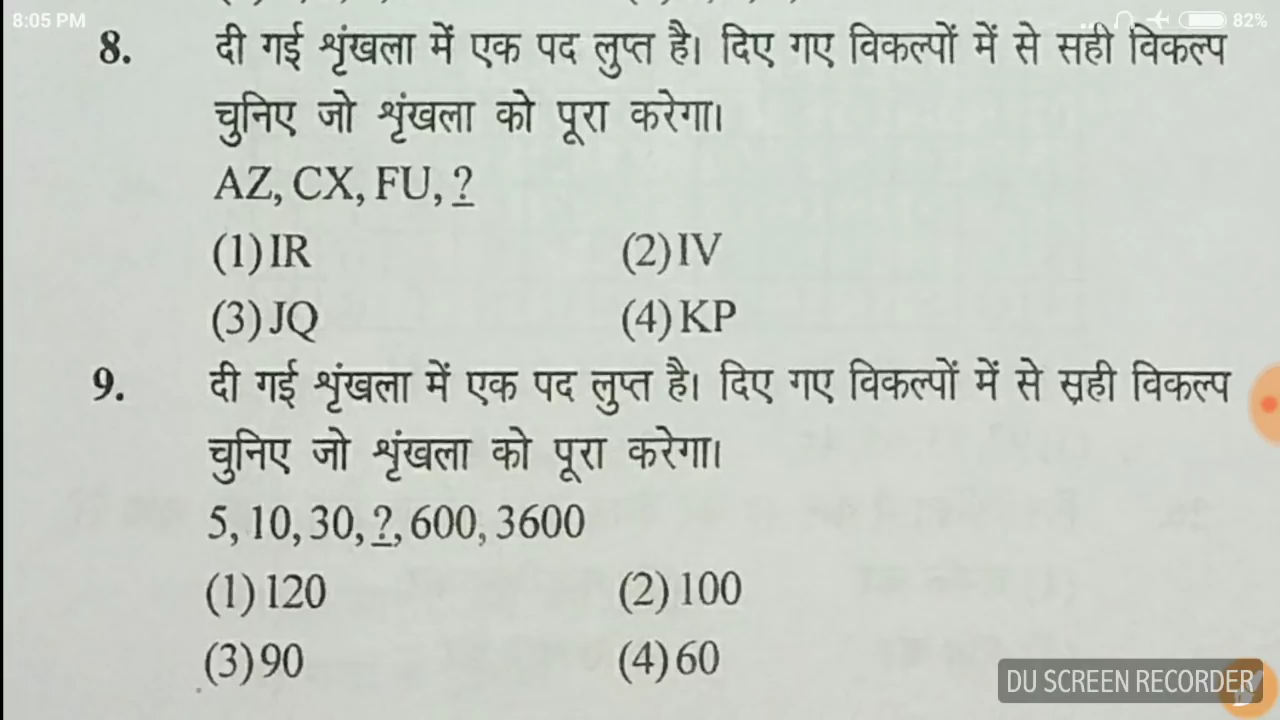 8:05 PM 82%
8. दी गई शृंखला में एक पद लुप्त है। दिए गए विकल्पों में से सही विकल्प
चुनिए जो शृंखला को पूरा करेगा।
AZ, CX, FU, ?
(1) IR (2) IV
(3) JQ (4) KP
9. दी गई शृंखला में एक पद लुप्त है। दिए गए विकल्पों में से सही विकल्प
चुनिए जो शृंखला को पूरा करेगा।
5, 10, 30, ?, 600, 3600
(1) 120 (2) 100
(3) 90 (4) 60
DU SCREEN RECORDER